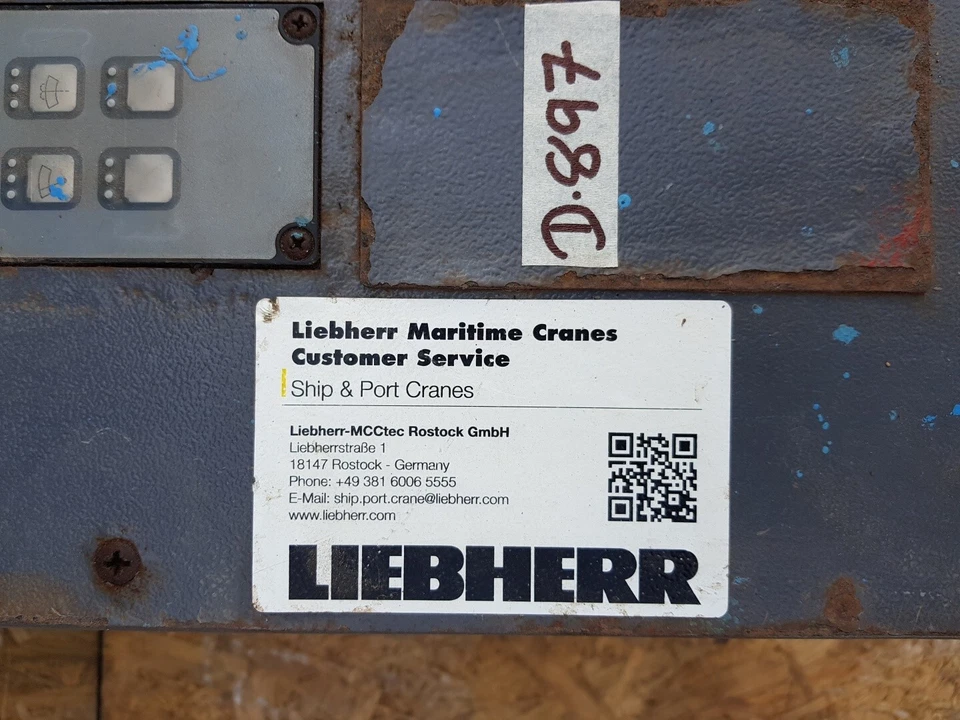 D.897
Liebherr Maritime Cranes
Customer Service
Ship & Port Cranes
Liebherr-MCCtec Rostock GmbH
Liebherrstraße 1
18147 Rostock - Germany
Phone: +49 381 6006 5555
E-Mail: ship.port.crane@liebherr.com
www.liebherr.com
LIEBHERR